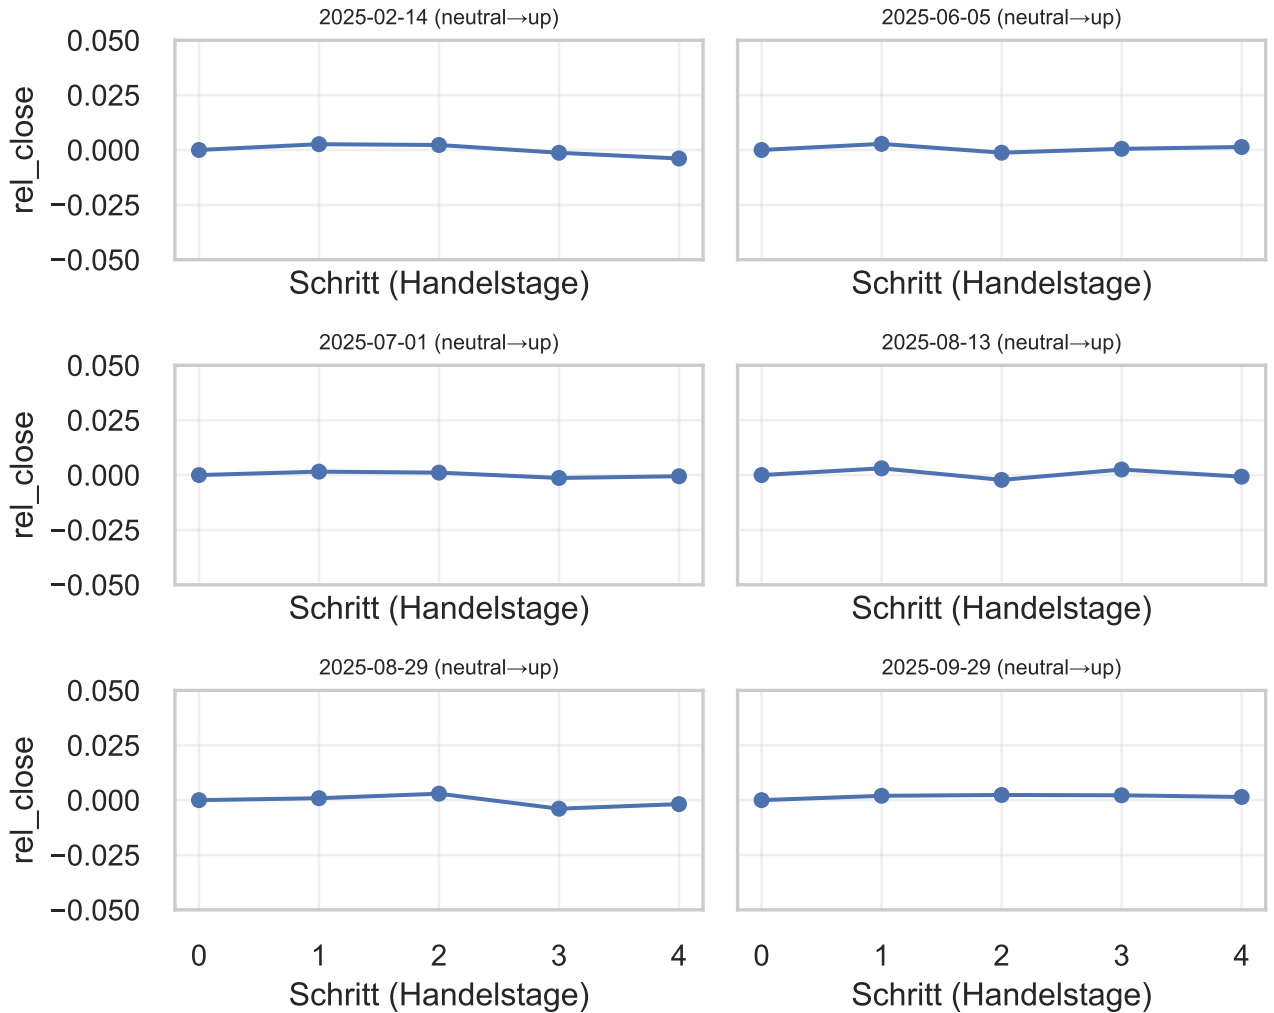 2025-02-14 (neutral→up)
2025-06-05 (neutral→up)
0.050
0.025
0.000
−0.025
−0.050
rel_close
Schritt (Handelstage)
Schritt (Handelstage)
2025-07-01 (neutral→up)
2025-08-13 (neutral→up)
0.050
0.025
0.000
−0.025
−0.050
rel_close
Schritt (Handelstage)
Schritt (Handelstage)
2025-08-29 (neutral→up)
2025-09-29 (neutral→up)
0.050
0.025
0.000
−0.025
−0.050
rel_close
0 1 2 3 4
0 1 2 3 4
Schritt (Handelstage)
Schritt (Handelstage)